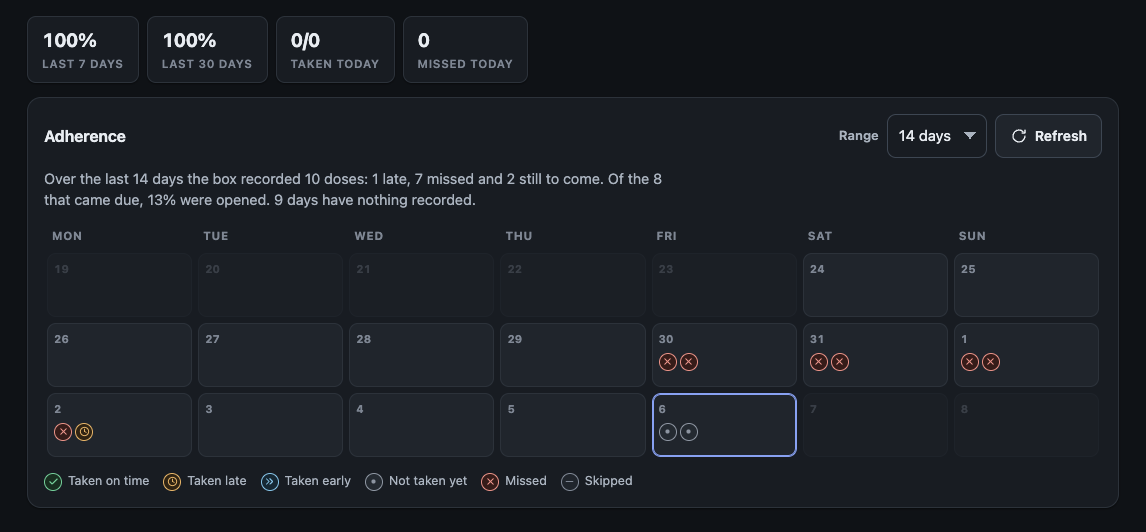 100%
LAST 7 DAYS
100%
LAST 30 DAYS
0/0
TAKEN TODAY
0
MISSED TODAY
Adherence
Range
14 days
Refresh
Over the last 14 days the box recorded 10 doses: 1 late, 7 missed and 2 still to come. Of the 8
that came due, 13% were opened. 9 days have nothing recorded.
MON TUE WED THU FRI SAT SUN
19 20 21 22 23 24 25
26 27 28 29 30 31 1
2 3 4 5 6 7 8
Taken on time Taken late Taken early Not taken yet Missed Skipped